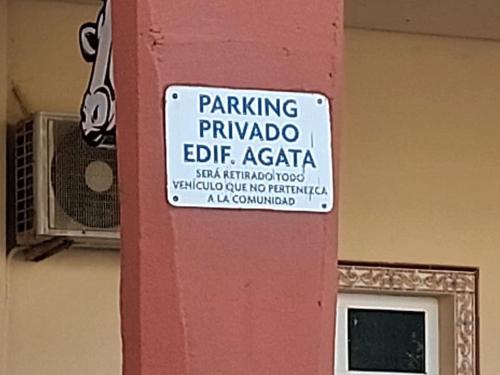 PARKING
PRIVADO
EDIF. AGATA
SERÁ RETIRADO TODO
VEHÍCULO QUE NO PERTENEZCA
A LA COMUNIDAD